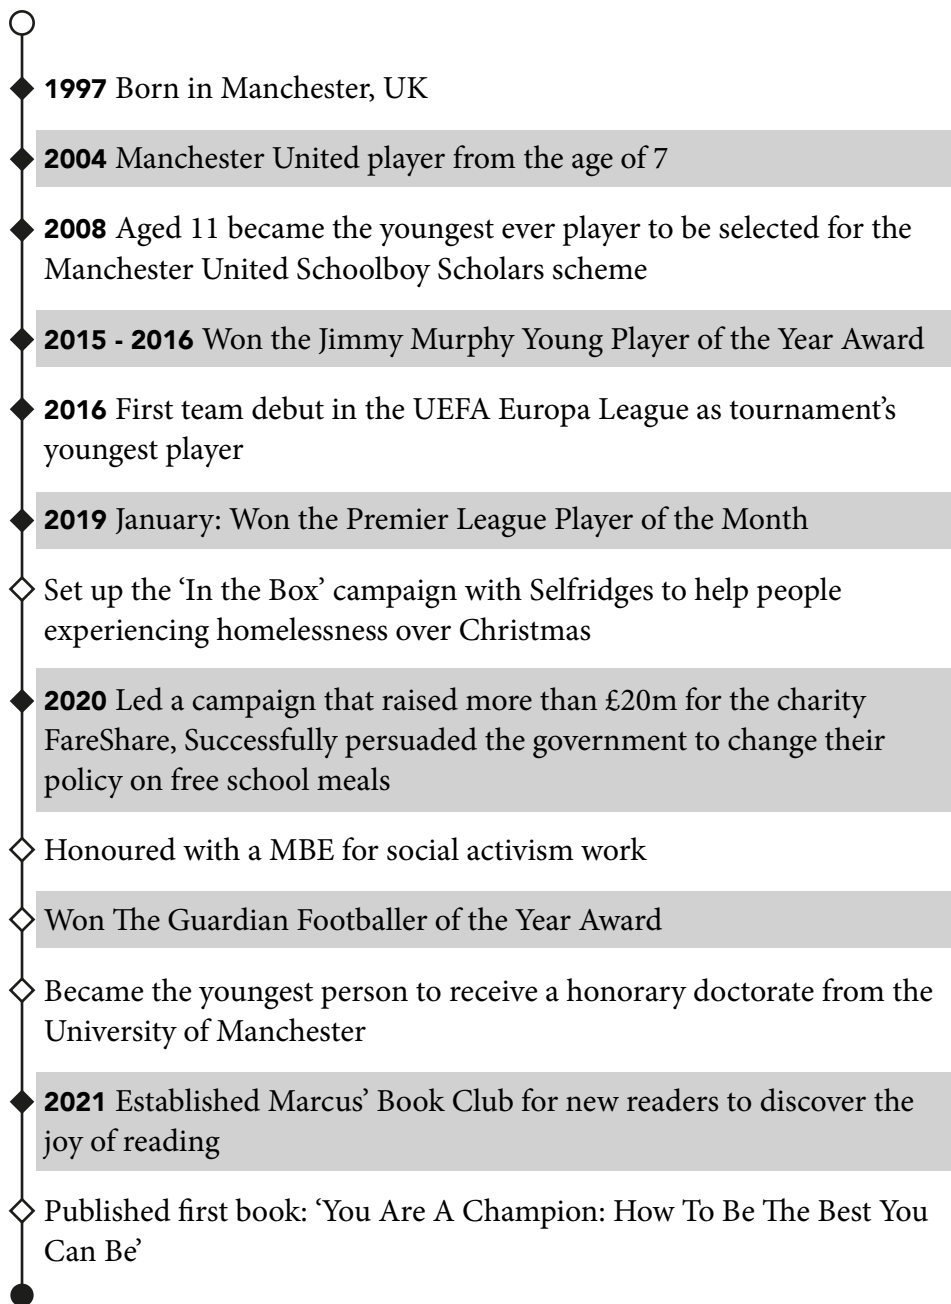 1997 Born in Manchester, UK
2004 Manchester United player from the age of 7
2008 Aged 11 became the youngest ever player to be selected for the
Manchester United Schoolboy Scholars scheme
2015 - 2016 Won the Jimmy Murphy Young Player of the Year Award
2016 First team debut in the UEFA Europa League as tournament’s
youngest player
2019 January: Won the Premier League Player of the Month
Set up the ‘In the Box’ campaign with Selfridges to help people
experiencing homelessness over Christmas
2020 Led a campaign that raised more than £20m for the charity
FareShare, Successfully persuaded the government to change their
policy on free school meals
Honoured with a MBE for social activism work
Won The Guardian Footballer of the Year Award
Became the youngest person to receive a honorary doctorate from the
University of Manchester
2021 Established Marcus’ Book Club for new readers to discover the
joy of reading
Published first book: ‘You Are A Champion: How To Be The Best You
Can Be’